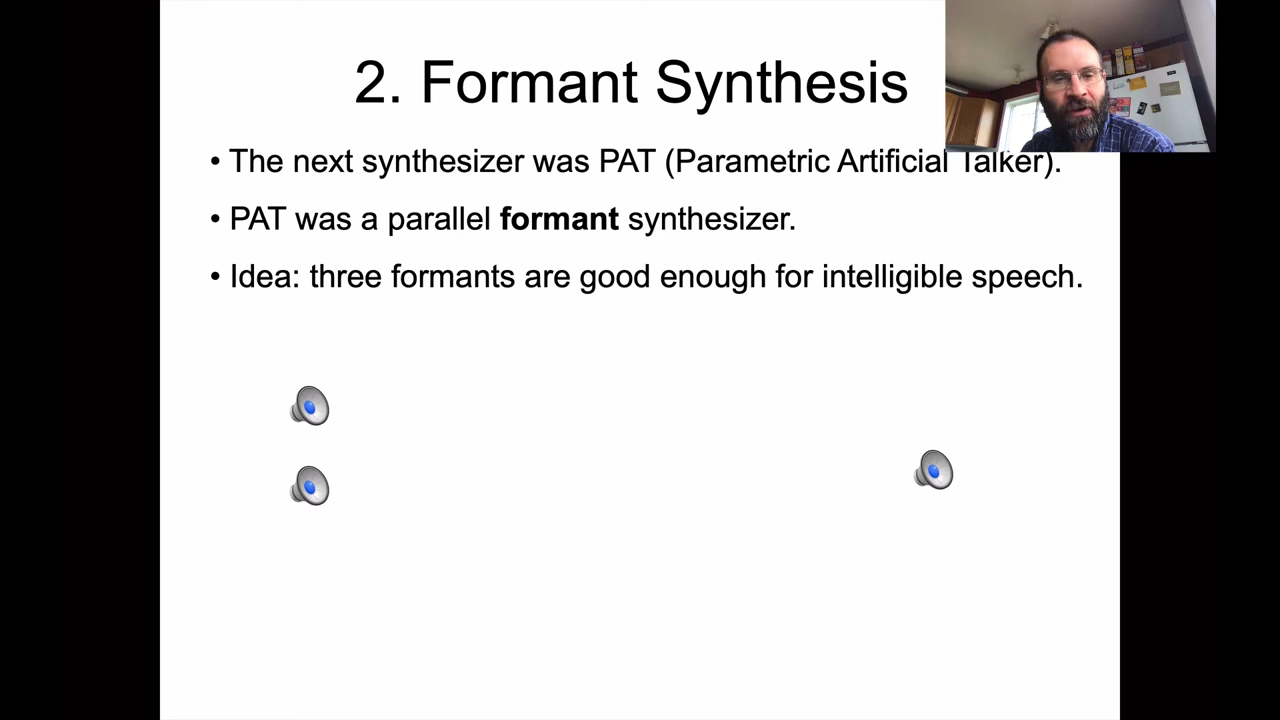 2. Formant Synthesis
• The next synthesizer was PAT (Parametric Artificial Talker).
• PAT was a parallel formant synthesizer.
• Idea: three formants are good enough for intelligible speech.